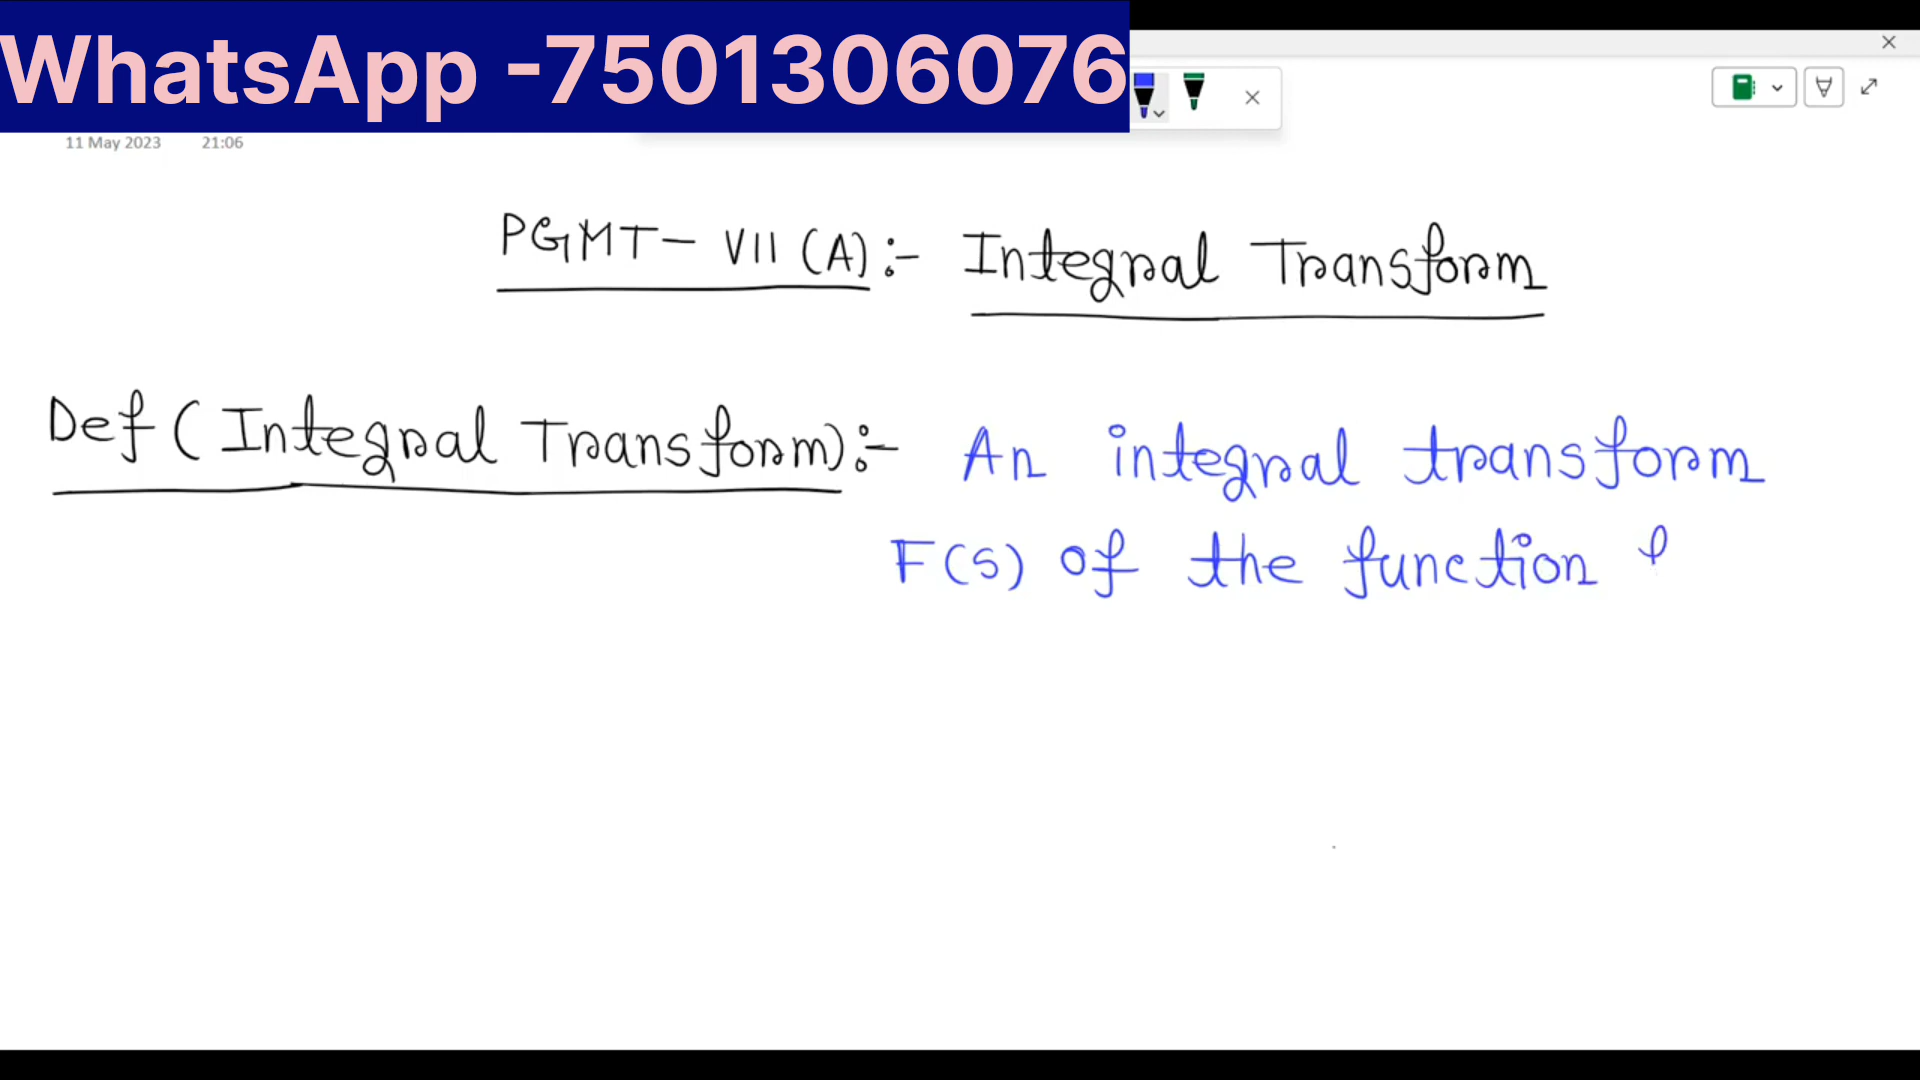 WhatsApp -7501306076
11 May 2023 21:06
PGMT- VII (A):- Integral Transform
Def (Integral Transform):- An integral transform
F(s) of the function